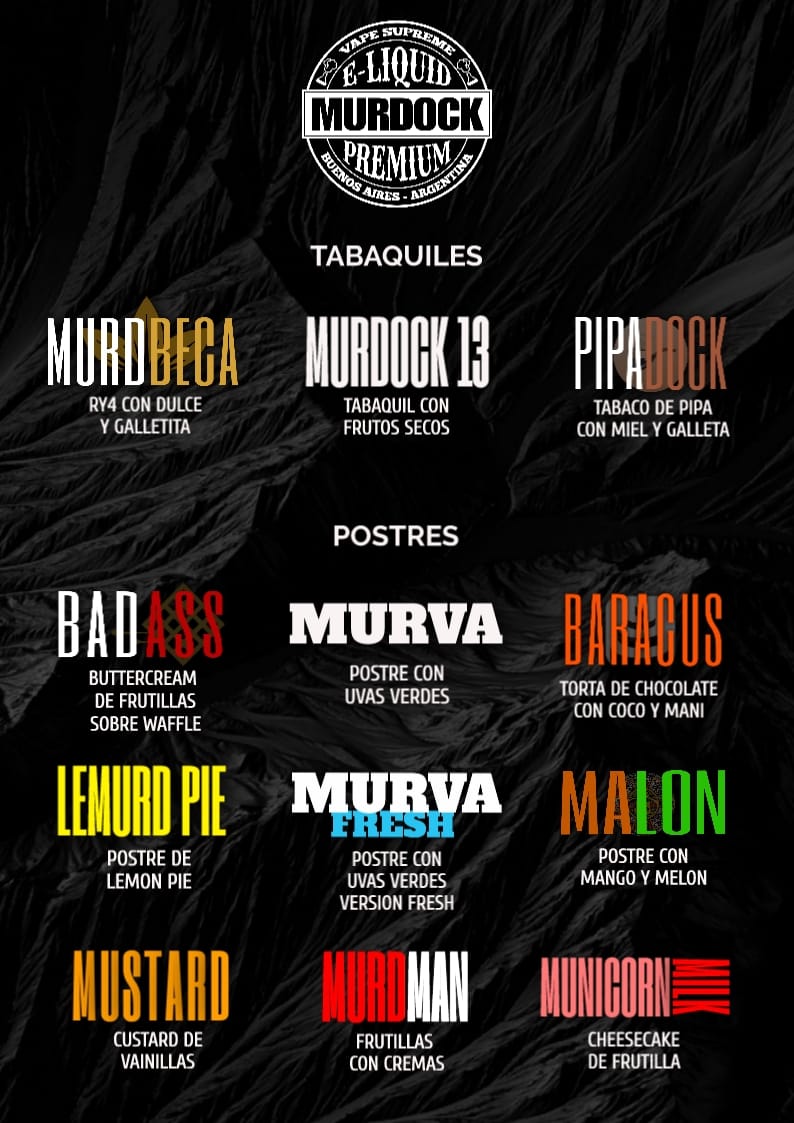 VAPE SUPREME
E-LIQUID
MURDOCK
PREMIUM
BUENOS AIRES - ARGENTINA
TABAQUILES
MURDBECA
RY4 CON DULCE
Y GALLETITA
MURDOCK 13
TABAQUIL CON
FRUTOS SECOS
PIPADOCK
TABACO DE PIPA
CON MIEL Y GALLETA
POSTRES
BADASS
BUTTERCREAM
DE FRUTILLAS
SOBRE WAFFLE
MURVA
POSTRE CON
UVAS VERDES
BARACUS
TORTA DE CHOCOLATE
CON COCO Y MANI
LEMURD PIE
POSTRE DE
LEMON PIE
MURVA
FRESH
POSTRE CON
UVAS VERDES
VERSION FRESH
MALON
POSTRE CON
MANGO Y MELON
MUSTARD
CUSTARD DE
VAINILLAS
MURDMAN
FRUTILLAS
CON CREMAS
MUNICORN MILK
CHEESECAKE
DE FRUTILLA